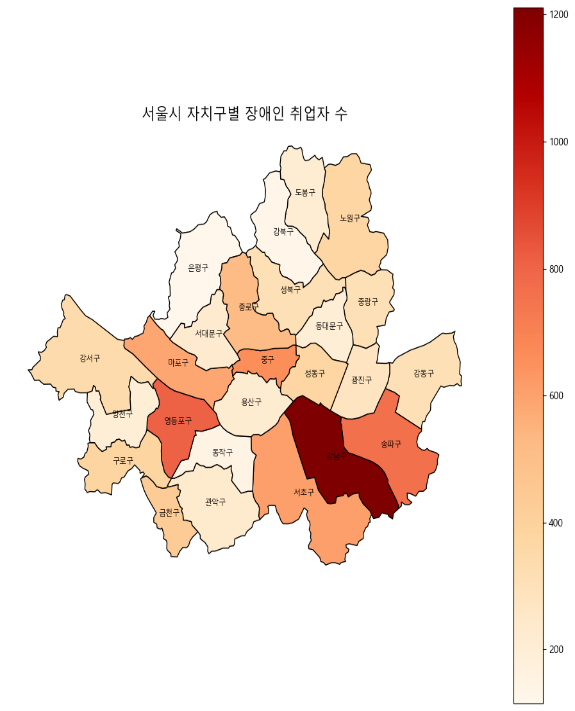 서울시 자치구별 장애인 취업자 수
1200
1000
800
600
400
200
도봉구
노원구
강북구
은평구
성북구
중랑구
종로구
동대문구
서대문구
강서구
마포구
중구
성동구
광진구
강동구
양천구
영등포구
용산구
구로구
동작구
강남구
송파구
서초구
금천구
관악구